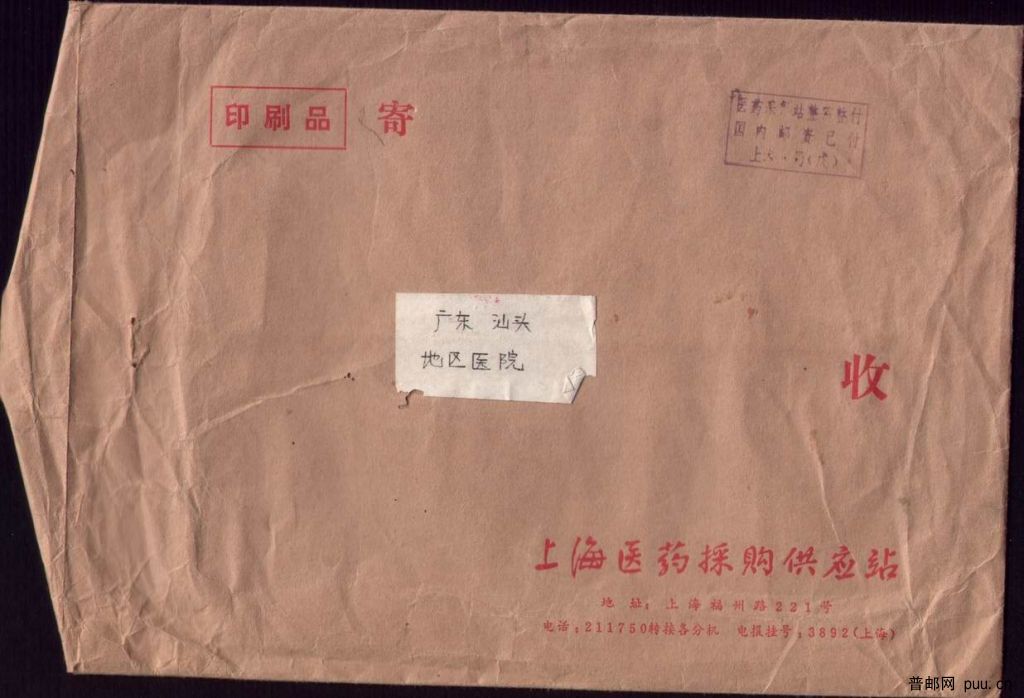 印刷品 寄
国内邮资已付
广东 汕头
地区医院
收
上海医药採购供应站
地 址：上海福州路221号
电话：211750转接各分机 电报挂号：3892(上海)
普邮网 puu.cn